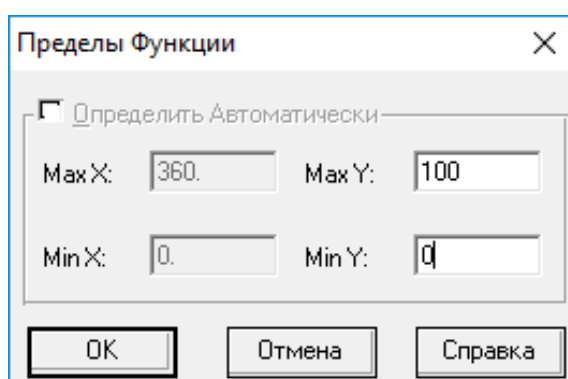 Пределы Функции
Определить Автоматически
Max X: 360. Max Y: 100
Min X: 0. Min Y: 0
OK Отмена Справка